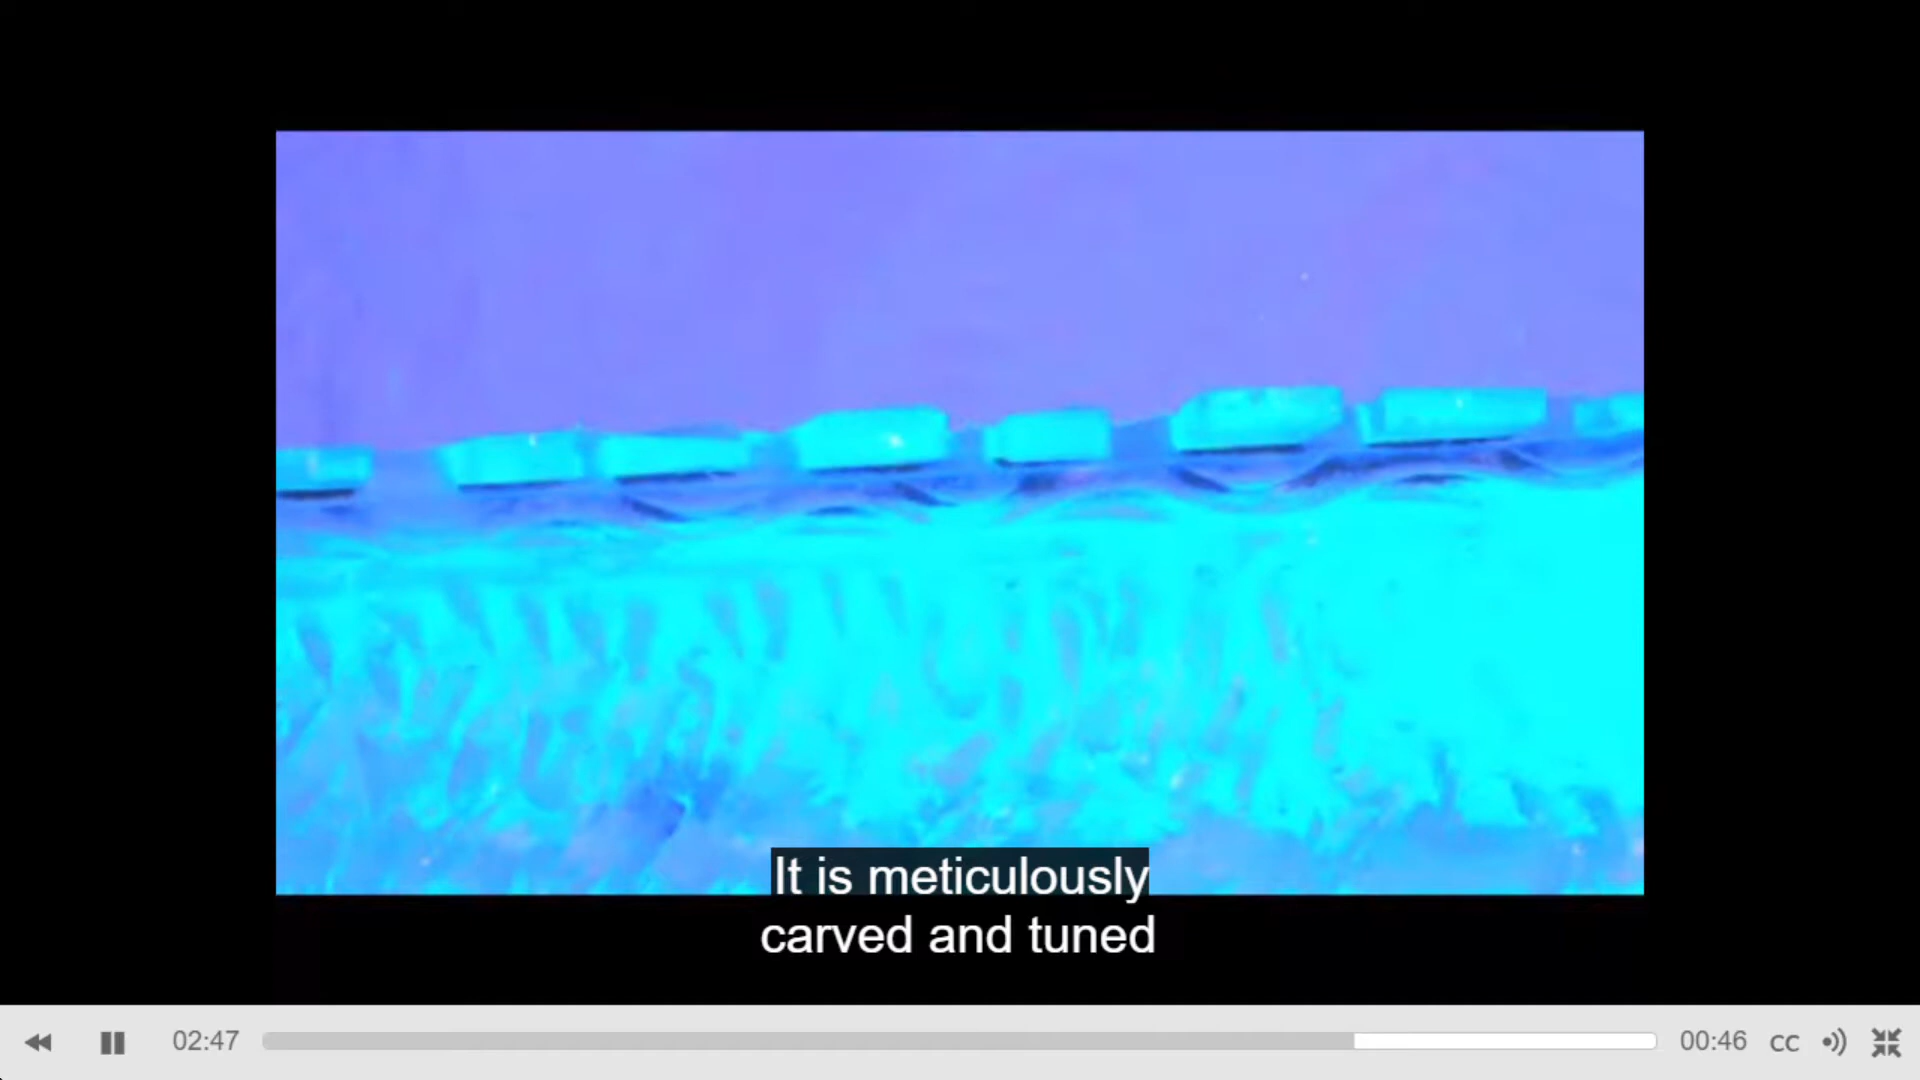 It is meticulously
carved and tuned
02:47
00:46
CC